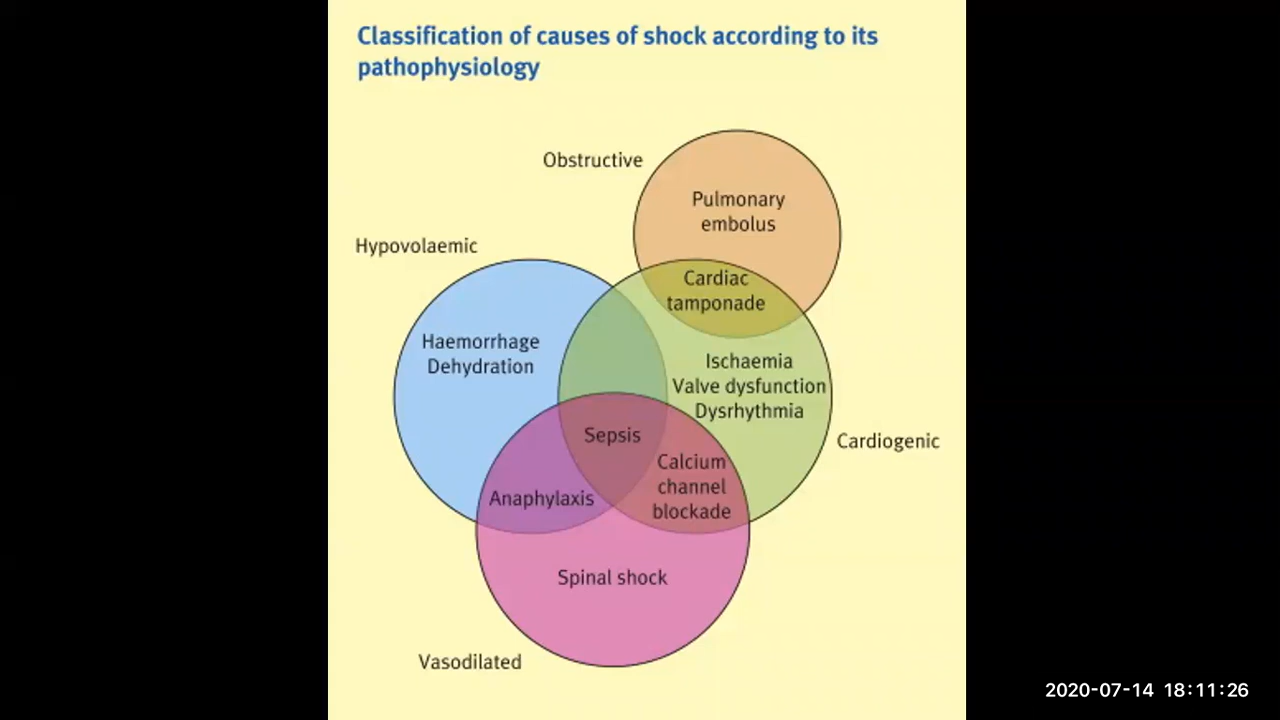 Classification of causes of shock according to its
pathophysiology
Obstructive
Pulmonary
embolus
Hypovolaemic
Cardiac
tamponade
Haemorrhage
Dehydration
Ischaemia
Valve dysfunction
Dysrhythmia
Cardiogenic
Sepsis
Calcium
channel
blockade
Anaphylaxis
Spinal shock
Vasodilated
2020-07-14 18:11:26